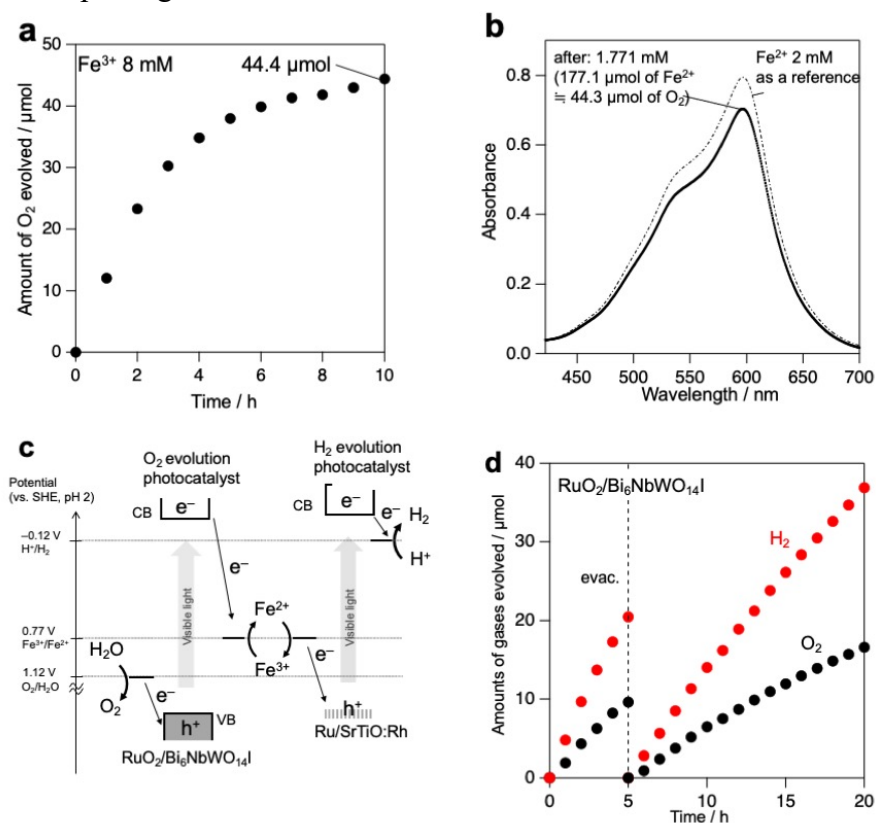 a
Fe³⁺ 8 mM
44.4 μmol
Amount of O₂ evolved / μmol
50
40
30
20
10
0
0
2
4
6
8
10
Time / h
b
after: 1.771 mM
(177.1 μmol of Fe²⁺
≒ 44.3 μmol of O₂)
Fe²⁺ 2 mM
as a reference
Absorbance
0.8
0.6
0.4
0.2
0.0
450
500
550
600
650
700
Wavelength / nm
c
Potential
(vs. SHE, pH 2)
O₂ evolution
photocatalyst
H₂ evolution
photocatalyst
CB
e⁻
CB
e⁻
e⁻
H₂
H⁺
−0.12 V
H⁺/H₂
e⁻
Visible light
Visible light
Fe²⁺
Fe³⁺
0.77 V
Fe³⁺/Fe²⁺
e⁻
H₂O
O₂
1.12 V
O₂/H₂O
e⁻
h⁺
VB
h⁺
Ru/SrTiO:Rh
RuO₂/Bi₆NbWO₁₄I
d
RuO₂/Bi₆NbWO₁₄I
H₂
evac.
O₂
Amounts of gases evolved / μmol
40
30
20
10
0
0
5
10
15
20
Time / h